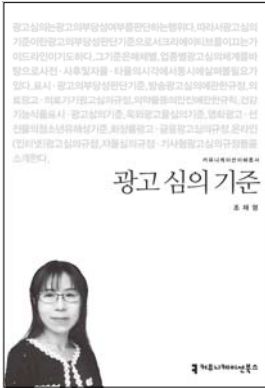 광고심의는광고의부당성여부를판단하는행위다. 따라서광고심의
기준이란광고의부당성판단기준으로서크리에이티브를이끄는가
이드라인이기도하다. 그기준은매체별, 업종별광고심의체계를바
탕으로사전·사후및자율·타율의시각에서통시에살펴볼필요가
있다. 표시·광고의부당성판단기준, 방송광고심의에관한규정, 의
료광고·의료기기광고심의규정, 의약품등의안전에관한규칙, 건강
기능식품표시·광고심의기준, 옥외광고물심의기준, 영화광고·선
전물의청소년유해성기준, 화장품광고·금융광고심의규정, 온라인
(인터넷)광고심의규정, 자율심의규정·기사형광고심의규정등을
소개한다.
커뮤니케이션이해총서
광고 심의 기준
조재영
커뮤니케이션북스